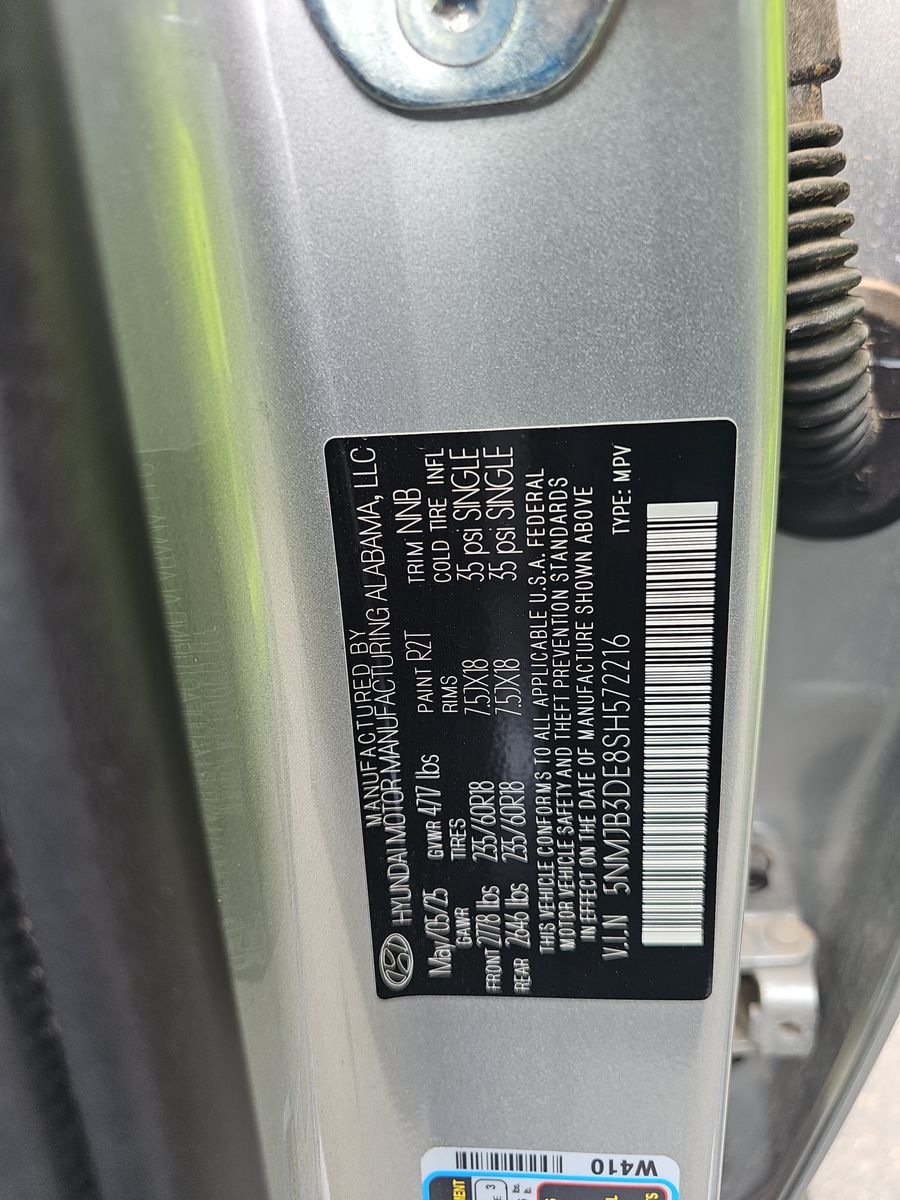 MANUFACTURED BY
HYUNDAI MOTOR MANUFACTURING ALABAMA, LLC
May/05/25 GVWR 4717 lbs PAINT R2T TRIM NNB
GAWR TIRES RIMS COLD TIRE INFL
FRONT 2778 lbs 235/60R18 7.5JX18 35 psi SINGLE
REAR 2646 lbs 235/60R18 7.5JX18 35 psi SINGLE
THIS VEHICLE CONFORMS TO ALL APPLICABLE U.S.A. FEDERAL
MOTOR VEHICLE SAFETY AND THEFT PREVENTION STANDARDS
IN EFFECT ON THE DATE OF MANUFACTURE SHOWN ABOVE
V.I.N 5NMJB3DE8SH572216 TYPE: MPV
W410